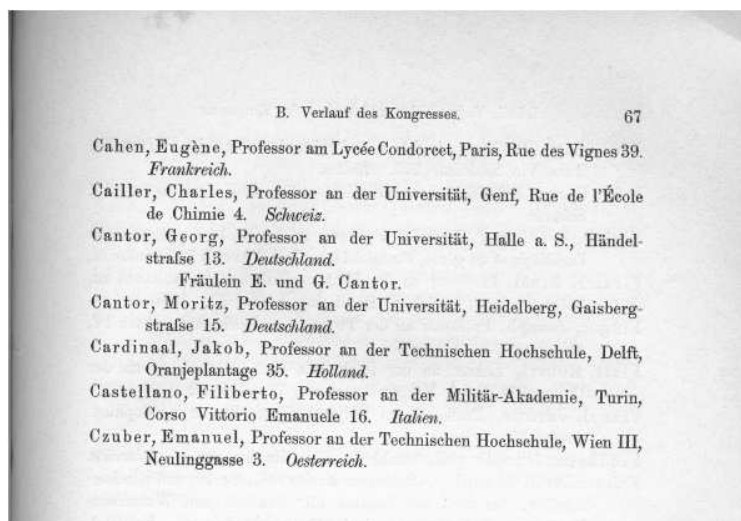 B. Verlauf des Kongresses. 67
Cahen, Eugène, Professor am Lycée Condorcet, Paris, Rue des Vignes 39.
Frankreich.
Cailler, Charles, Professor an der Universität, Genf, Rue de l'École
de Chimie 4. Schweiz.
Cantor, Georg, Professor an der Universität, Halle a. S., Händel-
straſse 13. Deutschland.
Fräulein E. und G. Cantor.
Cantor, Moritz, Professor an der Universität, Heidelberg, Gaisberg-
straſse 15. Deutschland.
Cardinaal, Jakob, Professor an der Technischen Hochschule, Delft,
Oranjeplantage 35. Holland.
Castellano, Filiberto, Professor an der Militär-Akademie, Turin,
Corso Vittorio Emanuele 16. Italien.
Czuber, Emanuel, Professor an der Technischen Hochschule, Wien III,
Neulinggasse 3. Oesterreich.